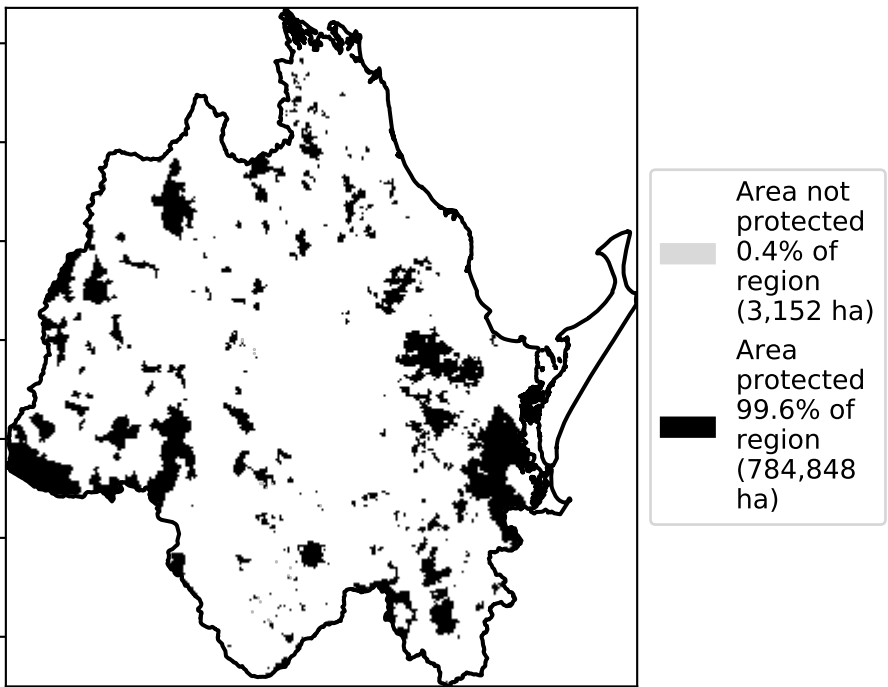 Area not
protected
0.4% of
region
(3,152 ha)
Area
protected
99.6% of
region
(784,848
ha)